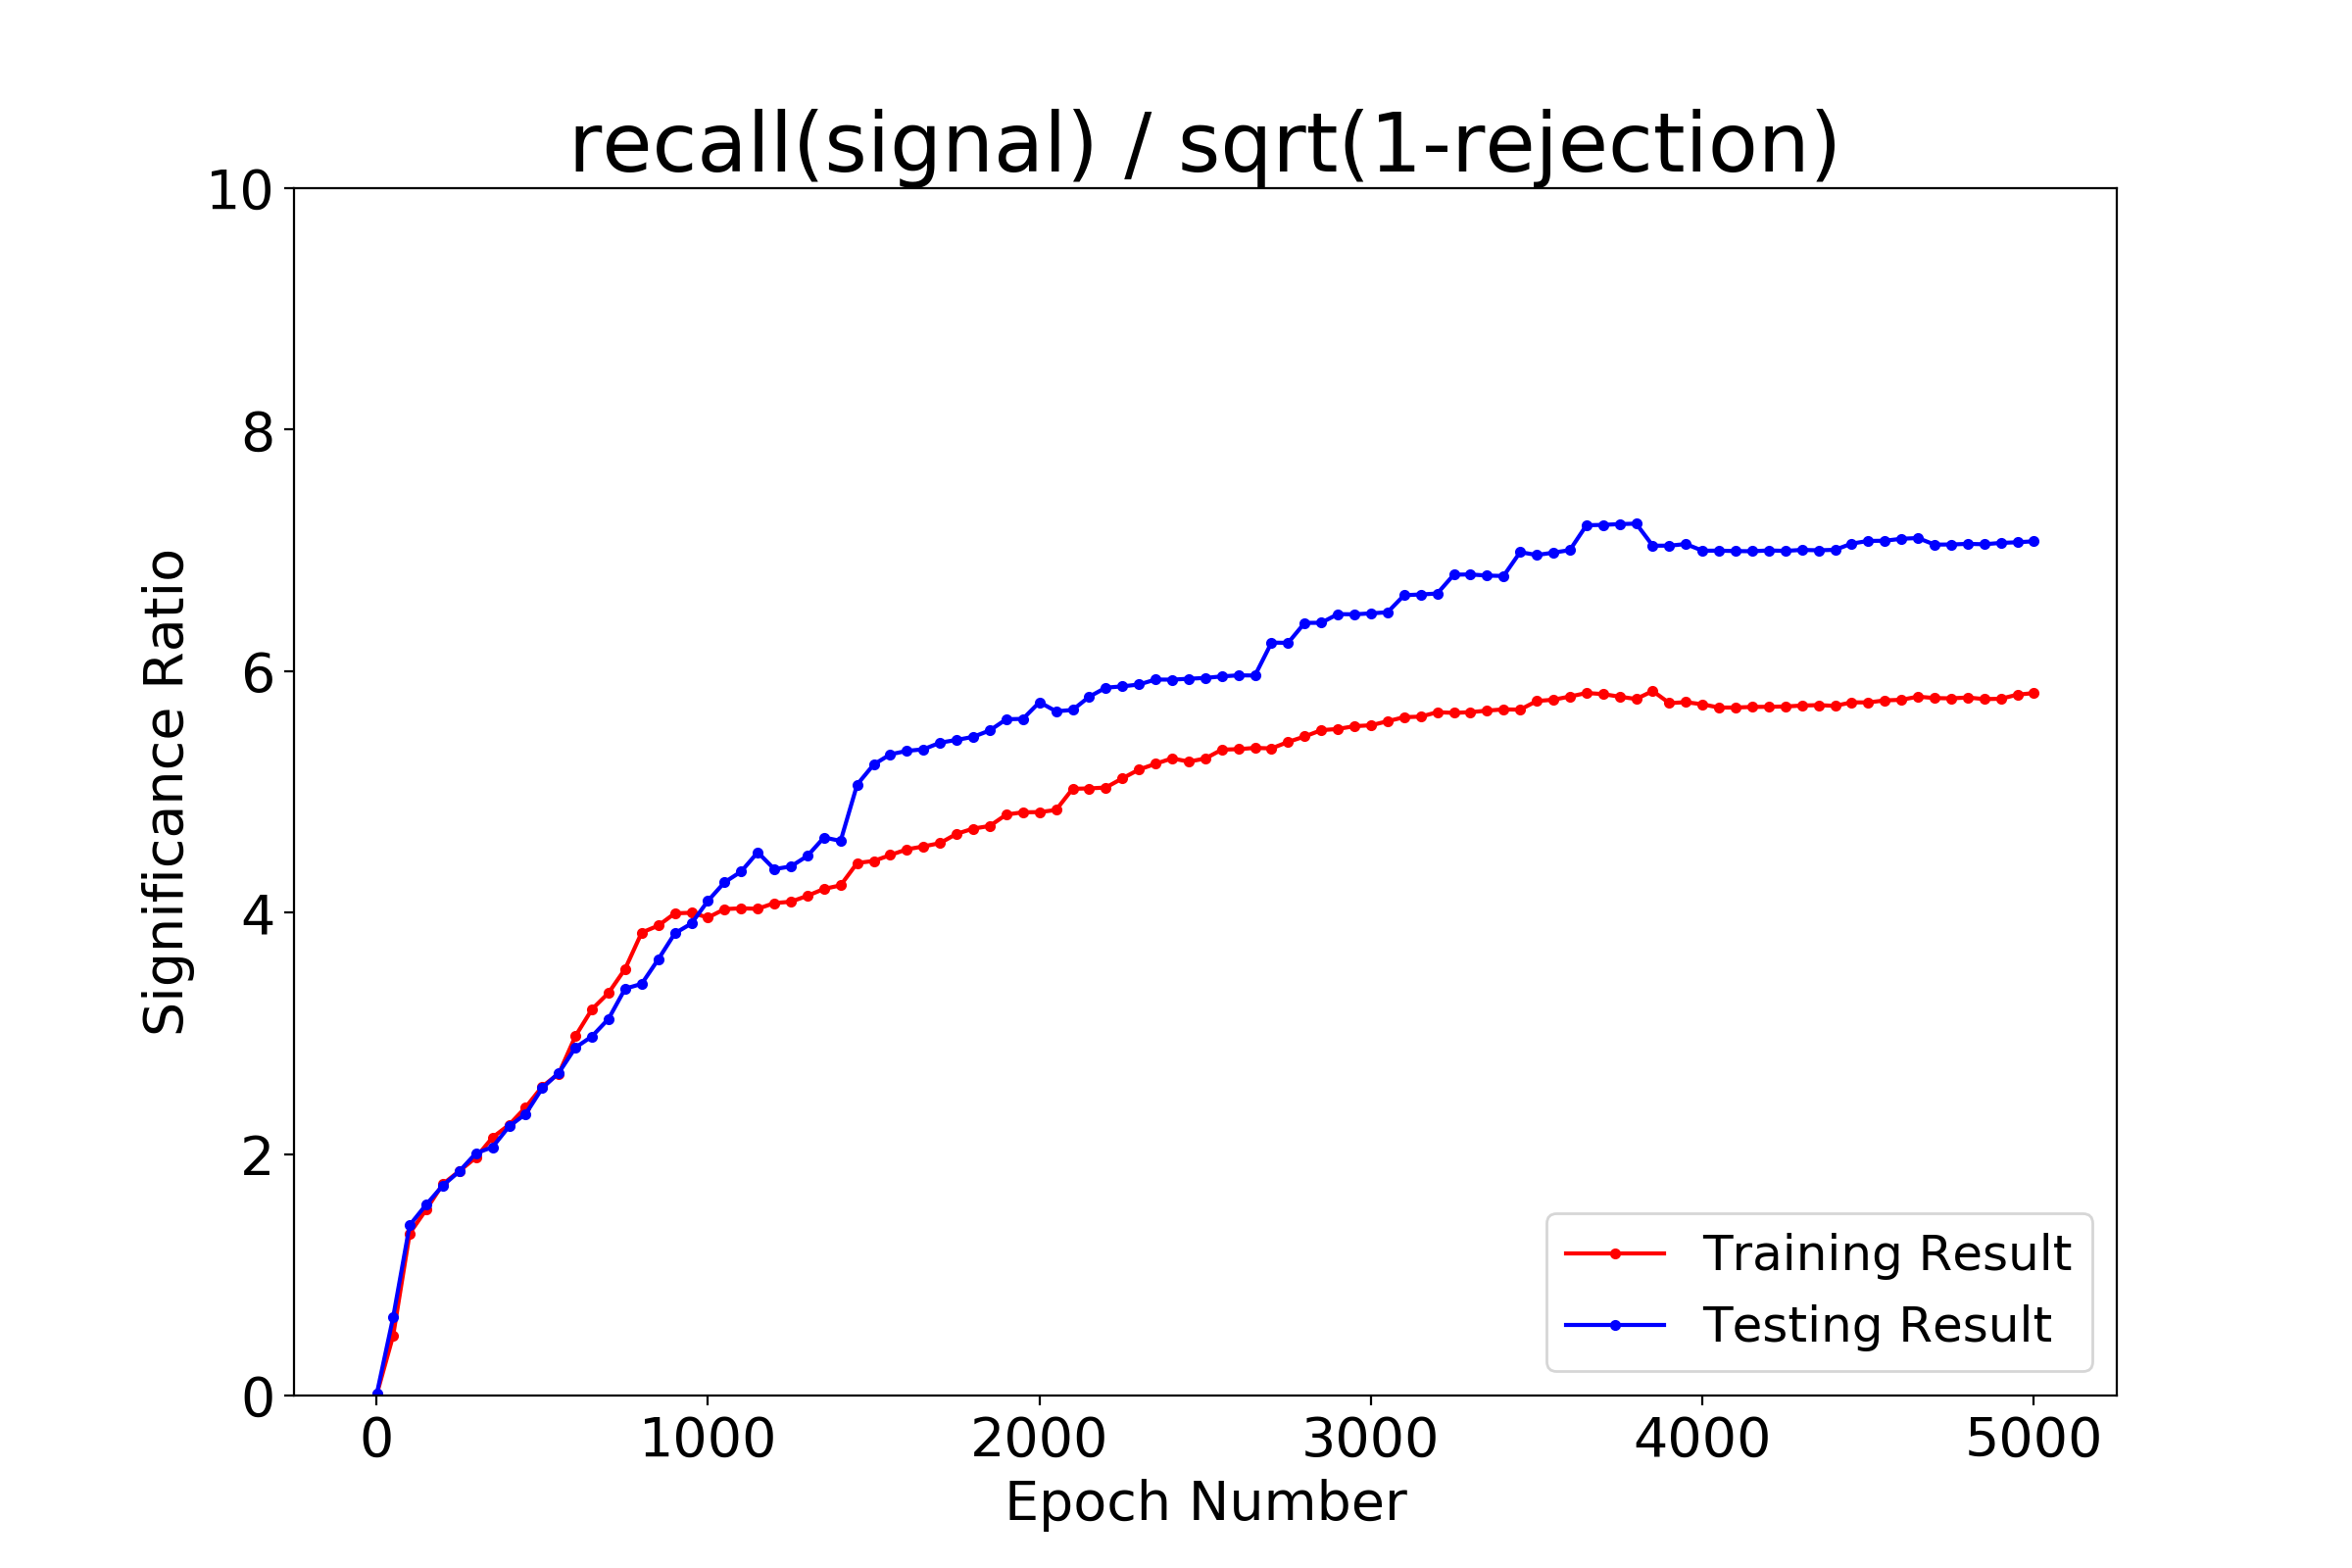 recall(signal) / sqrt(1-rejection)
10
8
6
4
2
0
Significance Ratio
0 1000 2000 3000 4000 5000
Epoch Number
Training Result
Testing Result